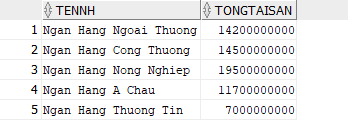 TENNH TONGTAISAN
1 Ngan Hang Ngoai Thuong 14200000000
2 Ngan Hang Cong Thuong 14500000000
3 Ngan Hang Nong Nghiep 19500000000
4 Ngan Hang A Chau 11700000000
5 Ngan Hang Thuong Tin 7000000000